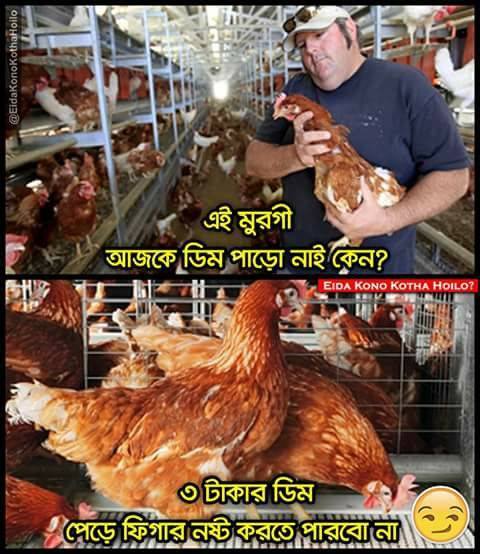 @EidaKonoKothaHoilo
এই মুরগী
আজকে ডিম পাড়ো নাই কেন?
EIDA KONO KOTHA HOILO?
৩ টাকার ডিম
পেড়ে ফিগার নষ্ট করতে পারবো না